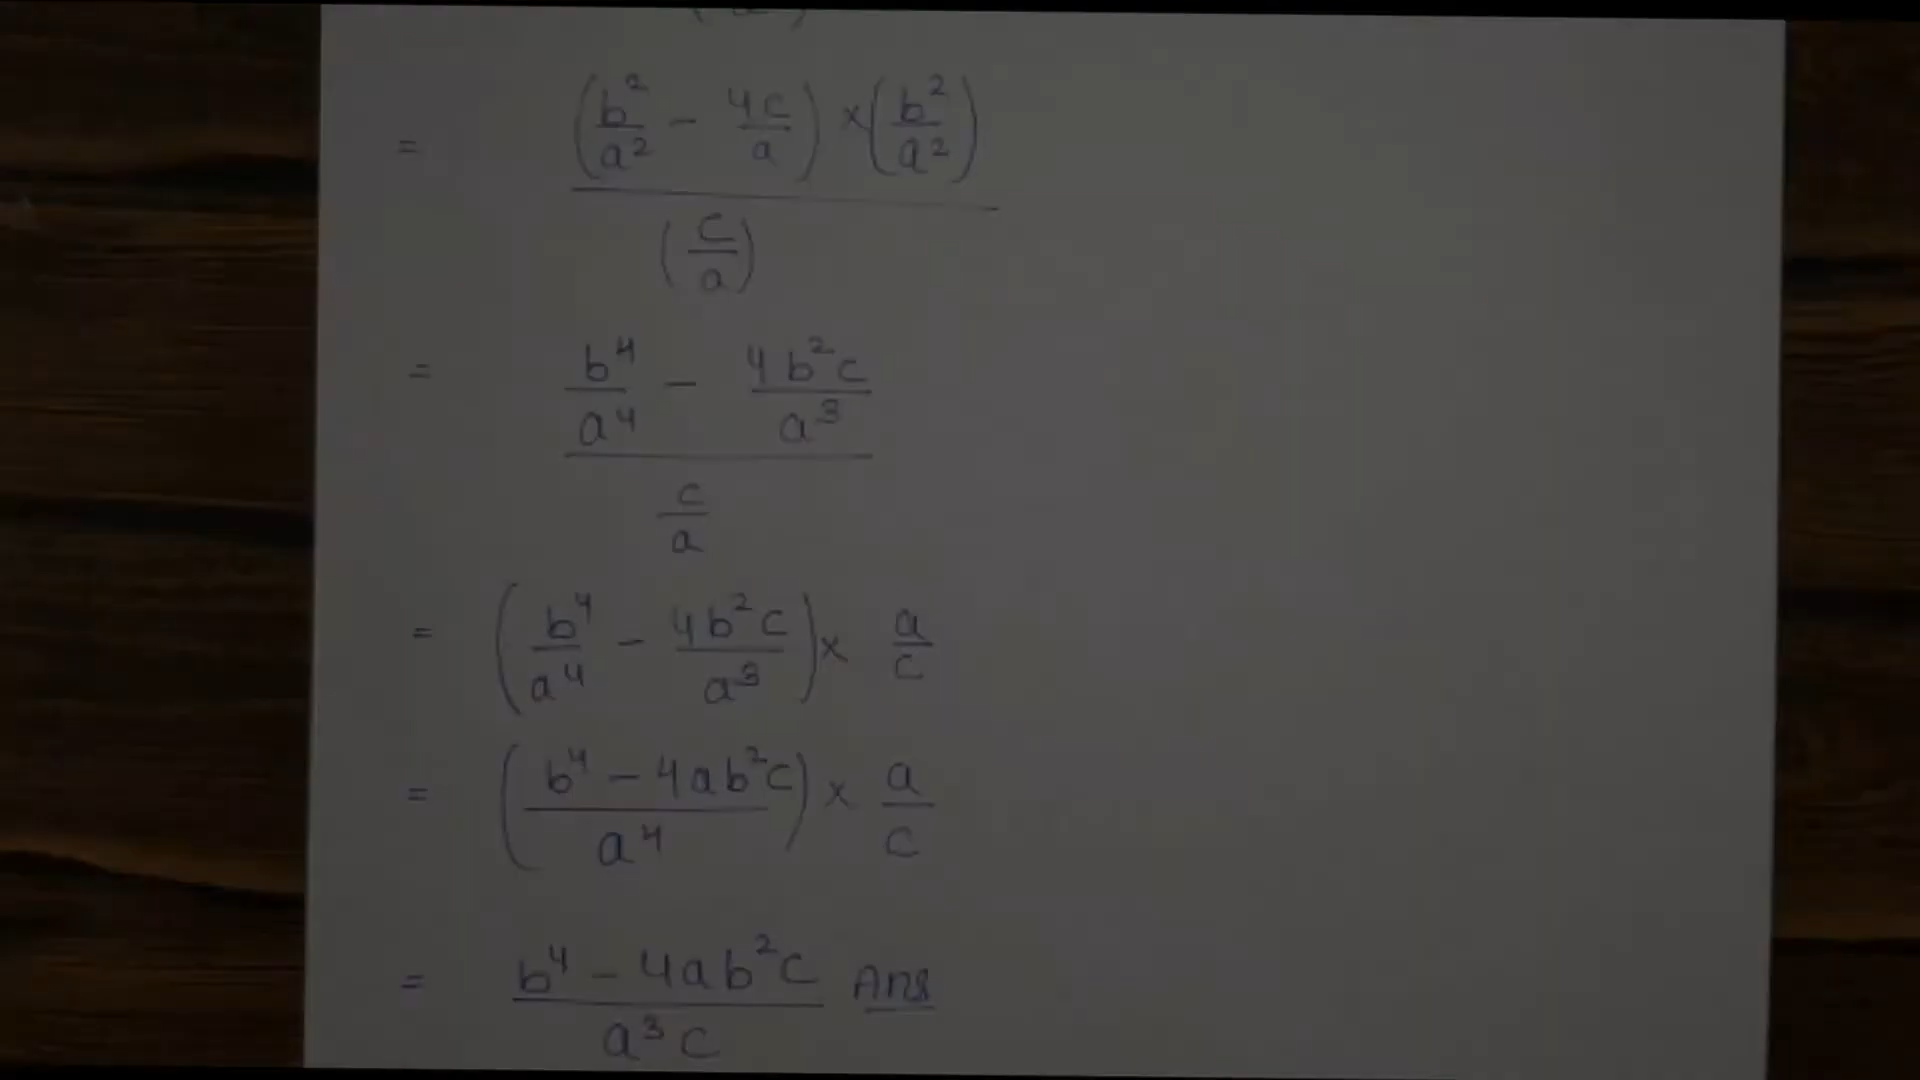 = ((b²/a² - 4c/a) × (b²/a²)) / (c/a)
= (b⁴/a⁴ - 4b²c/a³) / (c/a)
= (b⁴/a⁴ - 4b²c/a³) × a/c
= ((b⁴ - 4ab²c)/a⁴) × a/c
= (b⁴ - 4ab²c)/(a³c) Ans